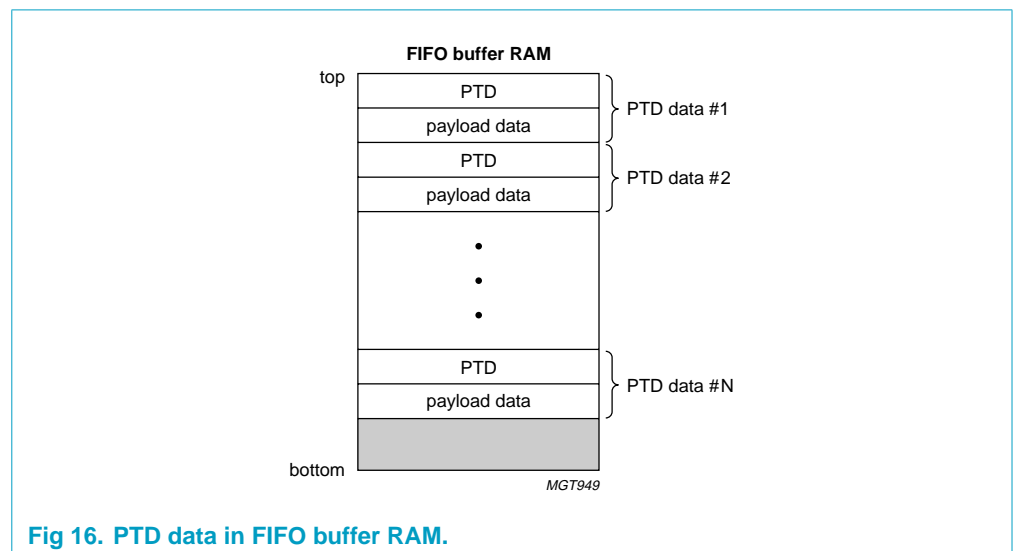 FIFO buffer RAM
top
PTD
payload data
PTD data #1
PTD
payload data
PTD data #2
PTD
payload data
PTD data #N
bottom
MGT949
Fig 16. PTD data in FIFO buffer RAM.